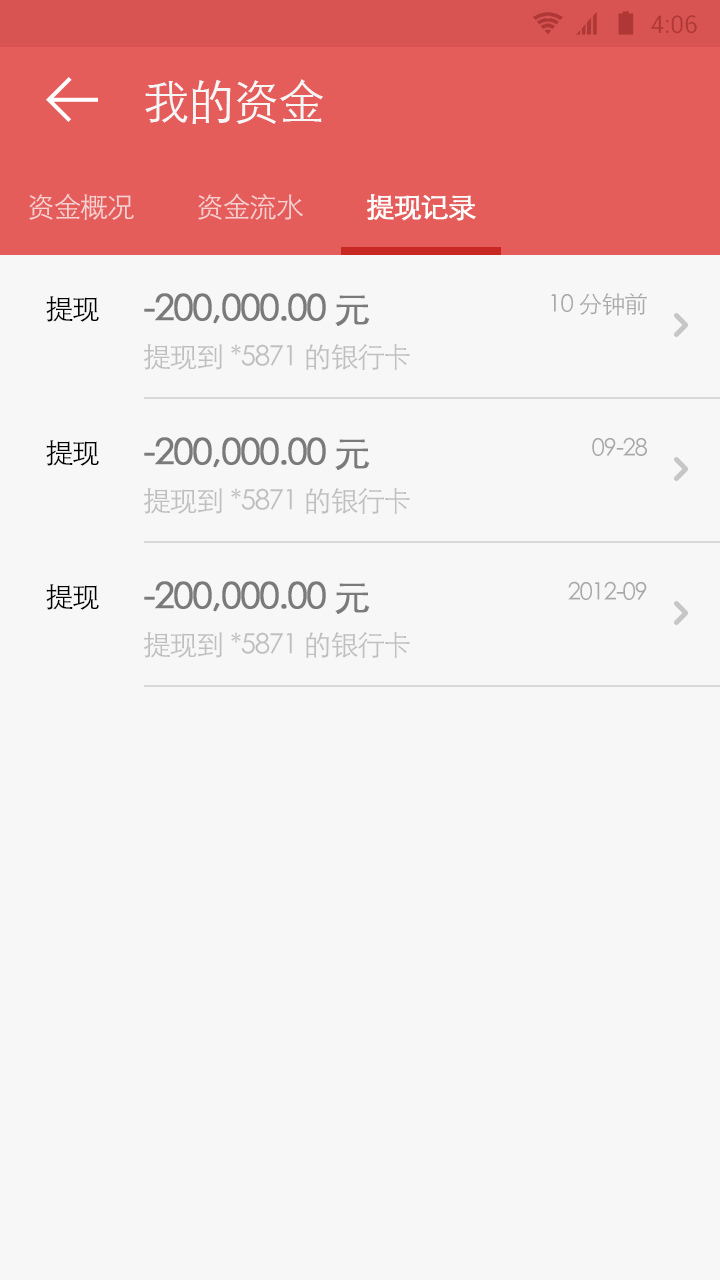 4:06
我的资金
资金概况 资金流水 提现记录
提现 -200,000.00 元 10 分钟前
提现到 *5871 的银行卡
提现 -200,000.00 元 09-28
提现到 *5871 的银行卡
提现 -200,000.00 元 2012-09
提现到 *5871 的银行卡